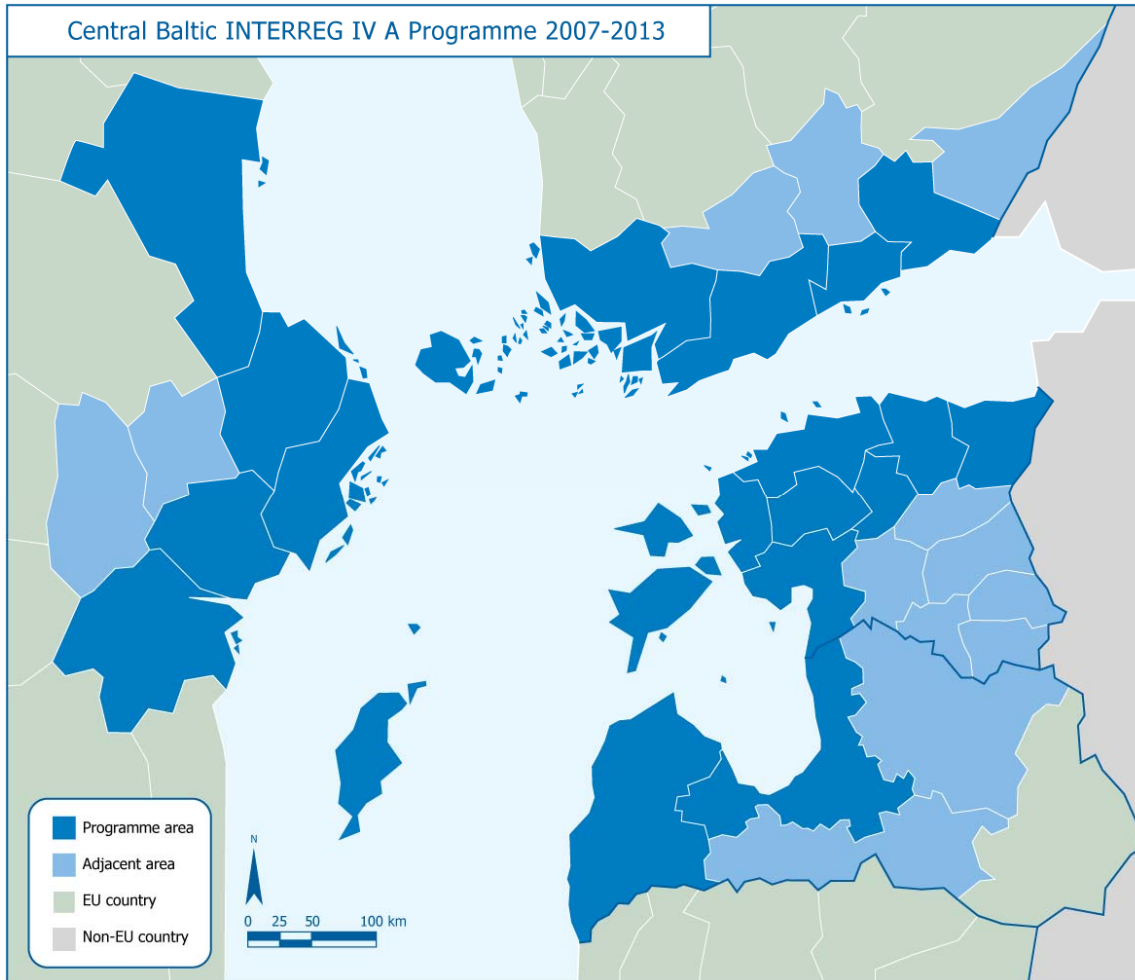 Central Baltic INTERREG IV A Programme 2007-2013
Programme area
Adjacent area
EU country
Non-EU country
N
0 25 50 100 km